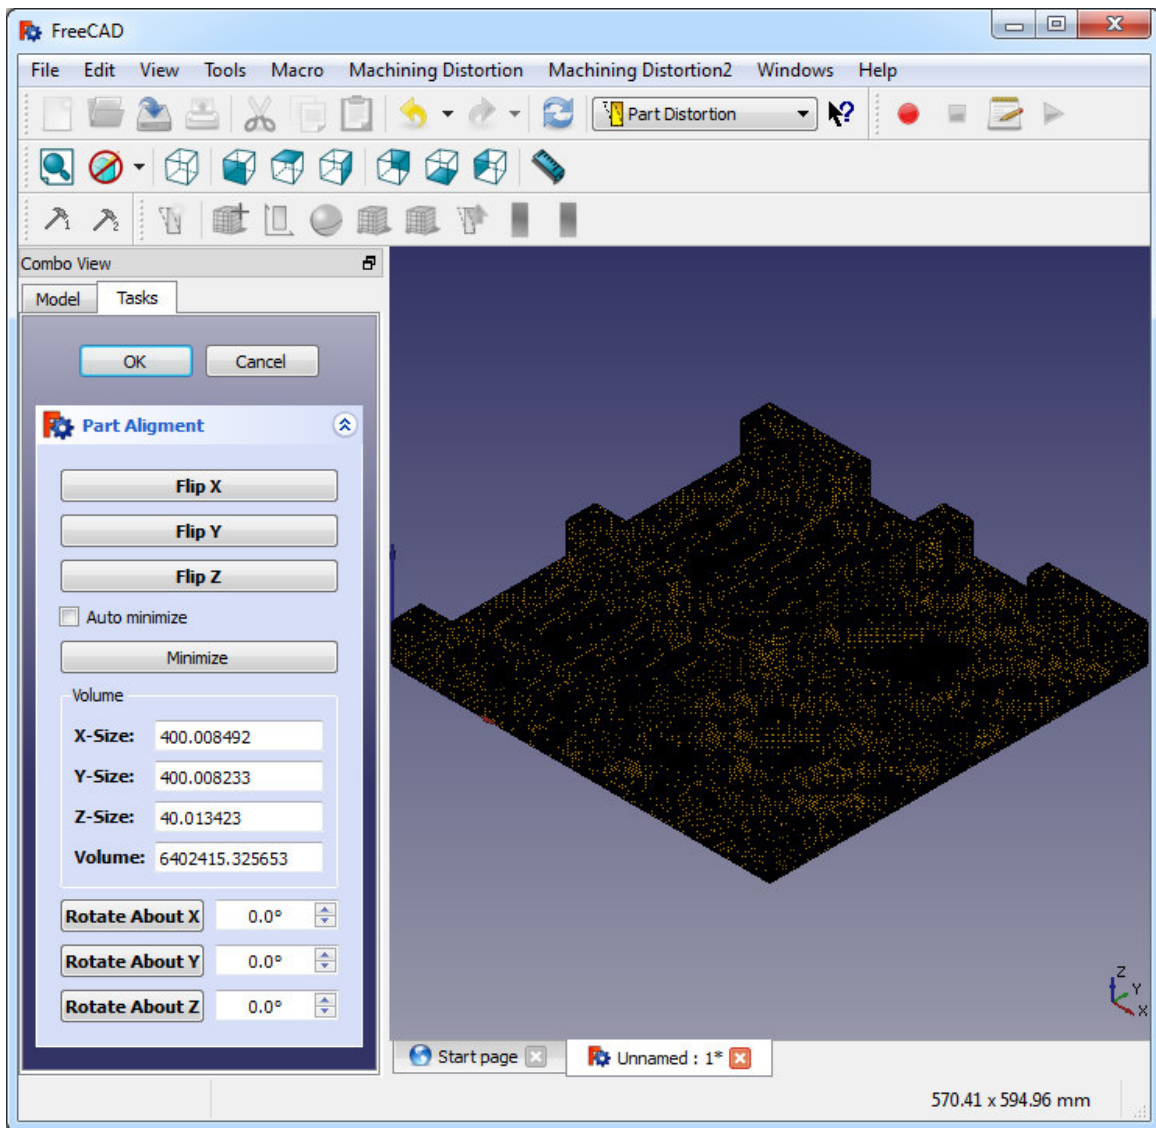 FreeCAD
File Edit View Tools Macro Machining Distortion Machining Distortion2 Windows Help
Part Distortion
1 2
Combo View
Model Tasks
OK Cancel
Part Aligment
Flip X
Flip Y
Flip Z
Auto minimize
Minimize
Volume
X-Size: 400.008492
Y-Size: 400.008233
Z-Size: 40.013423
Volume: 6402415.325653
Rotate About X 0.0°
Rotate About Y 0.0°
Rotate About Z 0.0°
Z
Y
X
Start page Unnamed : 1*
570.41 x 594.96 mm